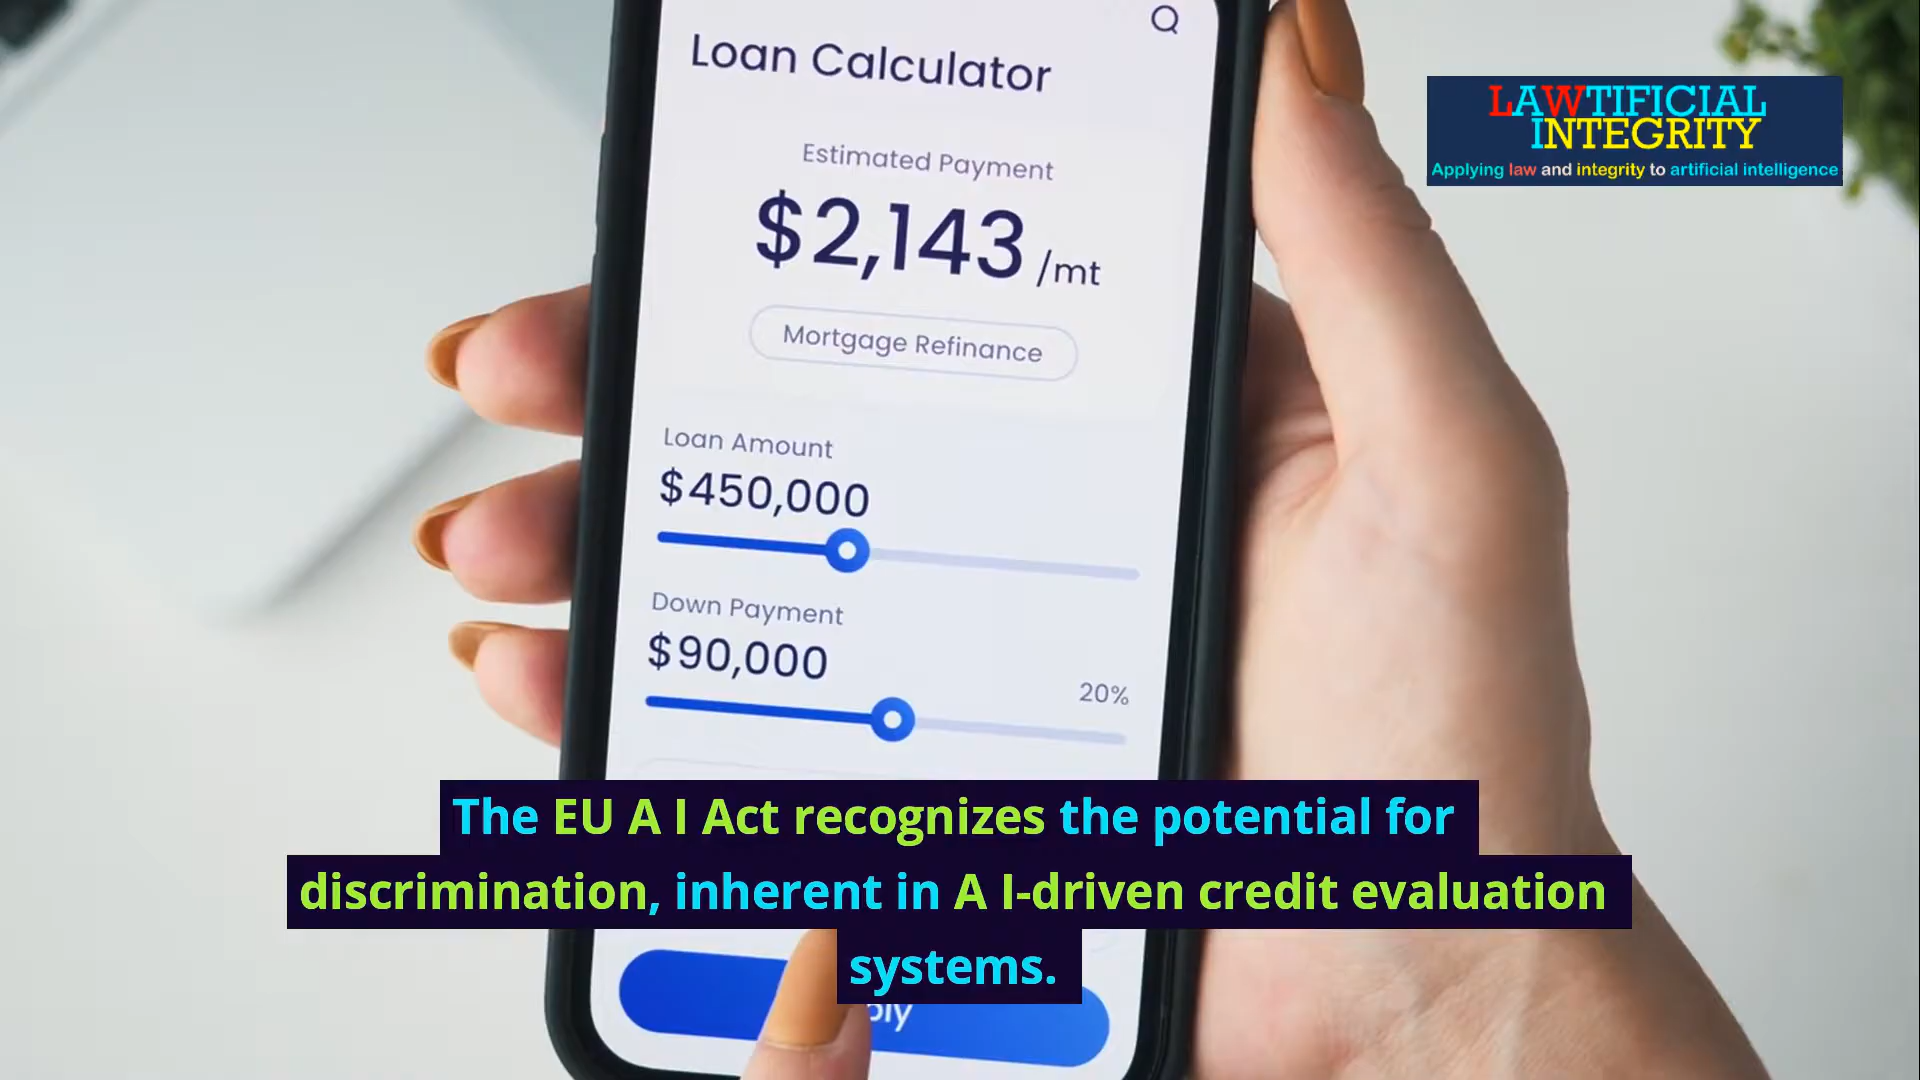 Loan Calculator
Estimated Payment
$2,143 /mt
Mortgage Refinance
Loan Amount
$450,000
Down Payment
$90,000
20%
LAWTIFICIAL
INTEGRITY
Applying law and integrity to artificial intelligence
The EU A I Act recognizes the potential for
discrimination, inherent in A I-driven credit evaluation
systems.